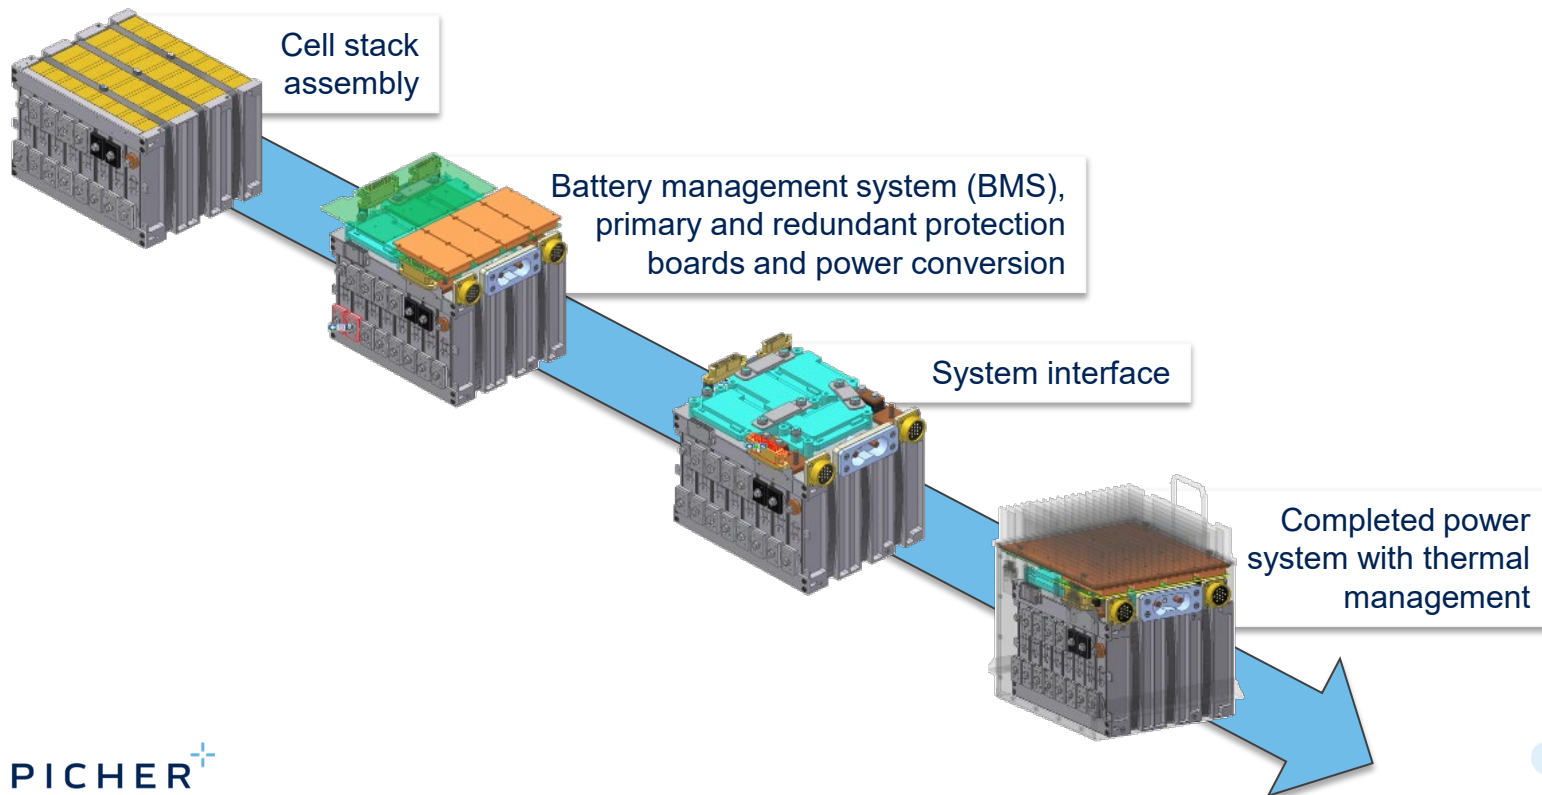 Cell stack
assembly
Battery management system (BMS),
primary and redundant protection
boards and power conversion
System interface
Completed power
system with thermal
management
PICHER